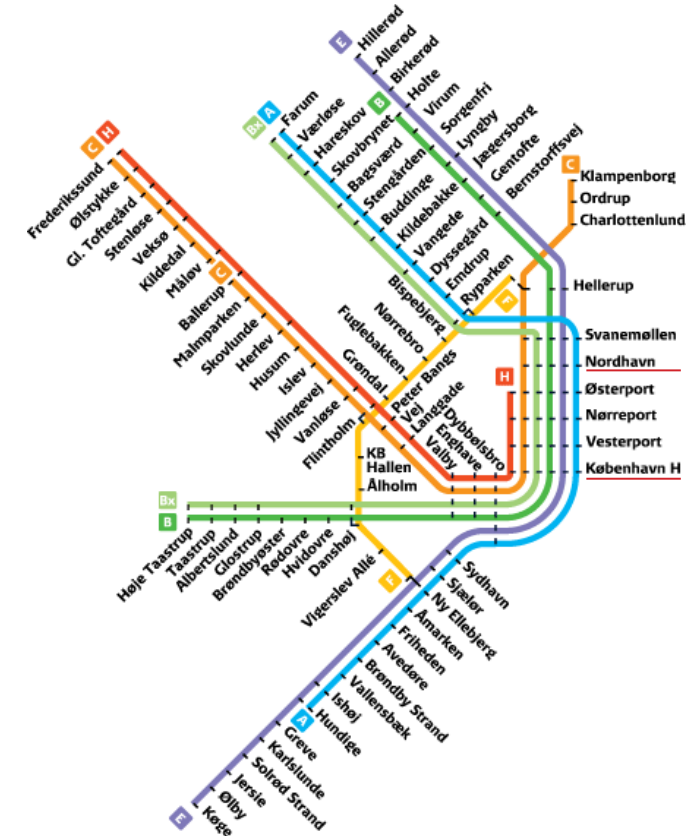 E
Hillerød
Allerød
Birkerød
Holte
B
Virum
Sorgenfri
Lyngby
Jægersborg
Gentofte
Bernstorffsvej
Bx
A
Farum
Værløse
Hareskov
Skovbrynet
Bagsværd
Stengården
Buddinge
Kildebakke
Vangede
Dyssegård
Emdrup
Ryparken
F
C
Klampenborg
Ordrup
Charlottenlund
Hellerup
Svanemøllen
Nordhavn
Østerport
Nørreport
Vesterport
København H
C
H
Frederikssund
Ølstykke
Gl. Toftegård
Stenløse
Veksø
Kildedal
Måløv
C
Ballerup
Malmparken
Skovlunde
Herlev
Husum
Islev
Jyllingevej
Vanløse
Flintholm
Bispebjerg
Nørrebro
Fuglebakken
Grøndal
Peter Bangs
Vej
Langgade
Valby
Enghave
Dybbølsbro
H
KB
Hallen
Ålholm
Bx
B
Høje Taastrup
Taastrup
Albertslund
Glostrup
Brøndbyøster
Rødovre
Hvidovre
Danshøj
Vigerslev Allé
F
Sydhavn
Sjælør
Ny Ellebjerg
Åmarken
Friheden
Avedøre
Brøndby Strand
Vallensbæk
Ishøj
Hundige
A
Greve
Karlslunde
Solrød Strand
Jersie
Ølby
Køge
E